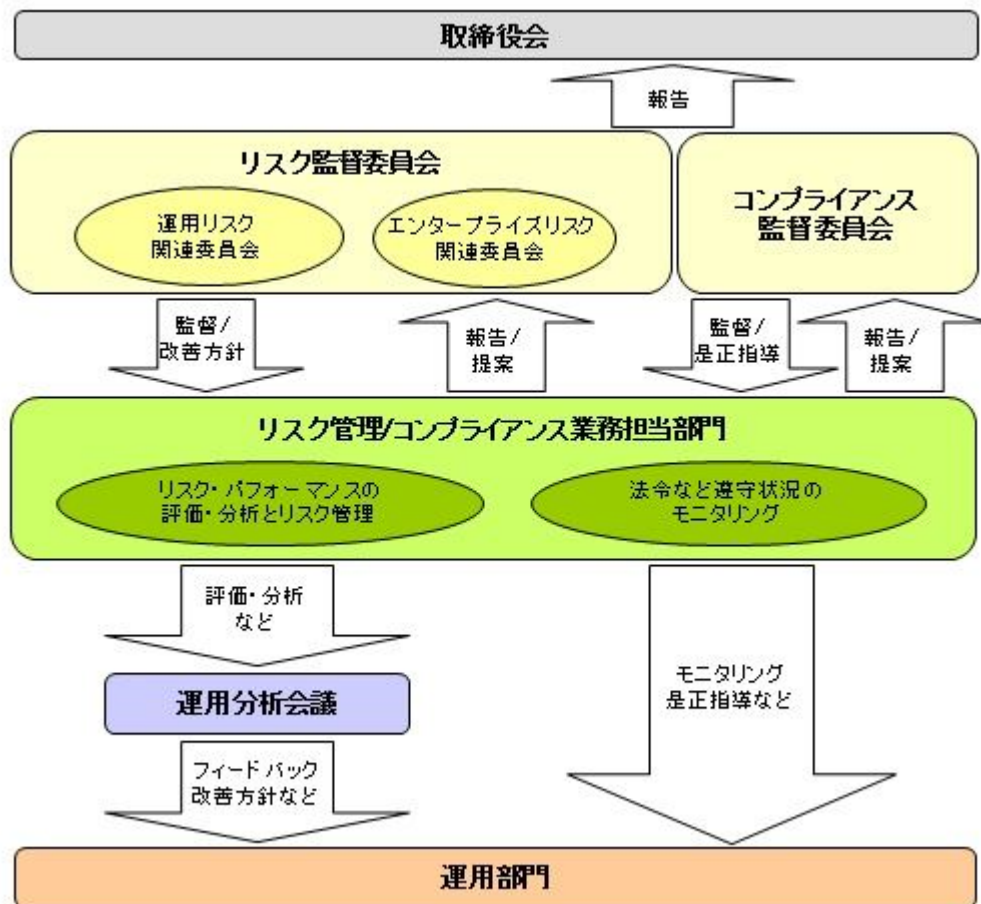 取締役会
報告
リスク監督委員会
運用リスク
関連委員会
エンタープライズリスク
関連委員会
コンプライアンス
監督委員会
監督/
改善方針
報告/
提案
監督/
是正指導
報告/
提案
リスク管理/コンプライアンス業務担当部門
リスク・パフォーマンスの
評価・分析とリスク管理
法令など遵守状況の
モニタリング
評価・分析
など
運用分析会議
モニタリング
是正指導など
フィードバック
改善方針など
運用部門